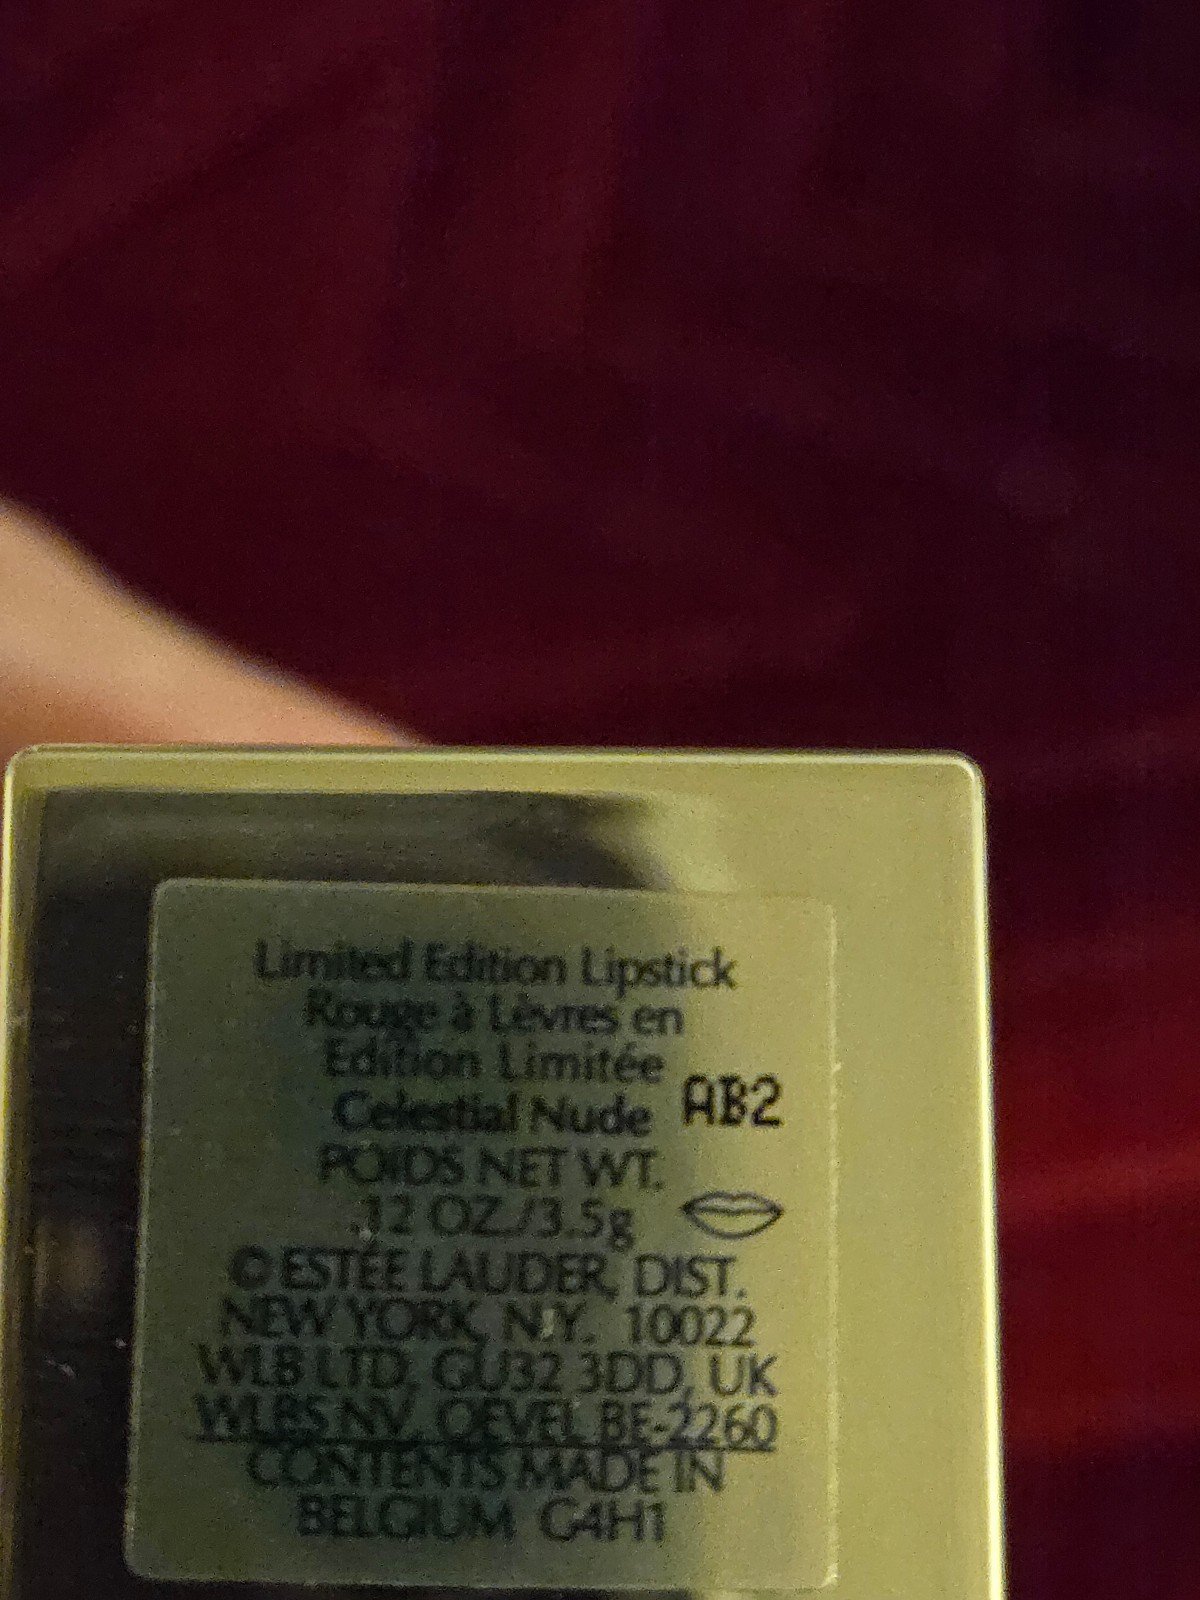 Limited Edition Lipstick
Rouge à Lèvres en
Edition Limitée
Celestial Nude AB2
POIDS NET WT.
.12 OZ./3.5g
© ESTÉE LAUDER, DIST.
NEW YORK, N.Y. 10022
WLB LTD, GU32 3DD, UK
WLBS NV, OEVEL BE-2260
CONTENTS MADE IN
BELGIUM G4H1